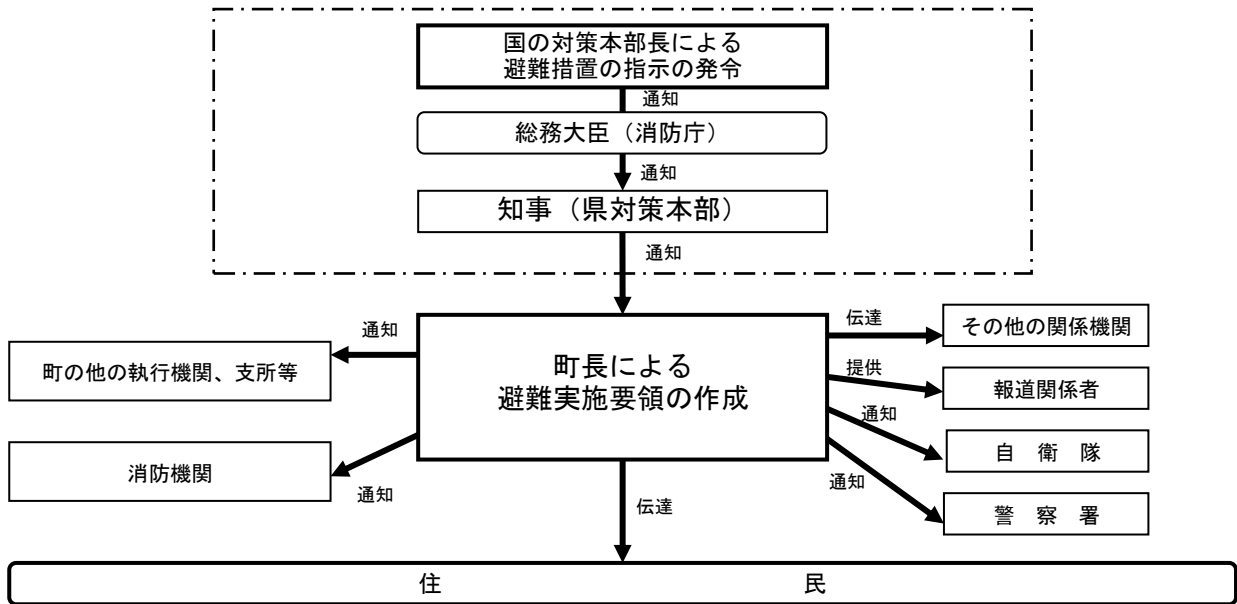 国の対策本部長による
避難措置の指示の発令
通知
総務大臣（消防庁）
通知
知事（県対策本部）
通知
町長による
避難実施要領の作成
通知
町の他の執行機関、支所等
消防機関
通知
伝達
その他の関係機関
提供
報道関係者
通知
自　衛　隊
通知
警　察　署
伝達
住　民